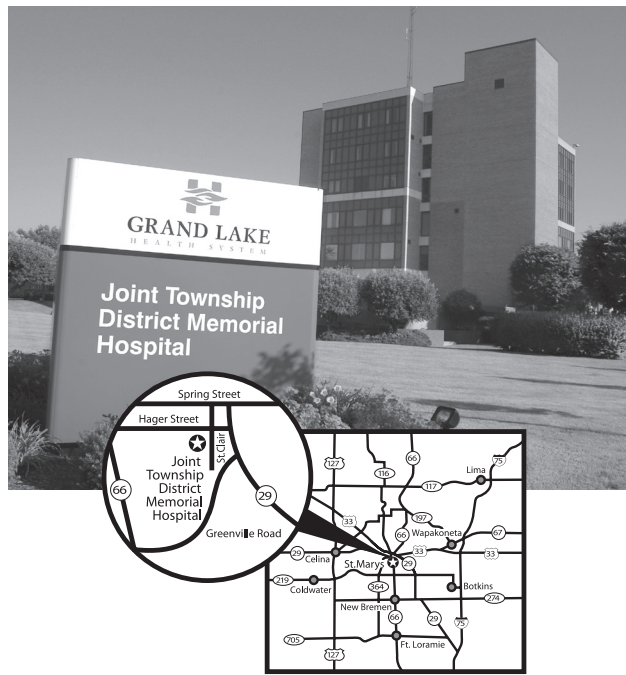 GRAND LAKE
HEALTH SYSTEM
Joint Township
District Memorial
Hospital
Spring Street
Hager Street
St.Clair
Joint
Township
District
Memorial
Hospital
66
29
Greenville Road
127
116
66
75
Lima
117
33
197
66
Wapakoneta
67
29
Celina
33
33
St.Marys
29
219
Coldwater
364
Botkins
New Bremen
274
66
29
75
705
Ft. Loramie
127